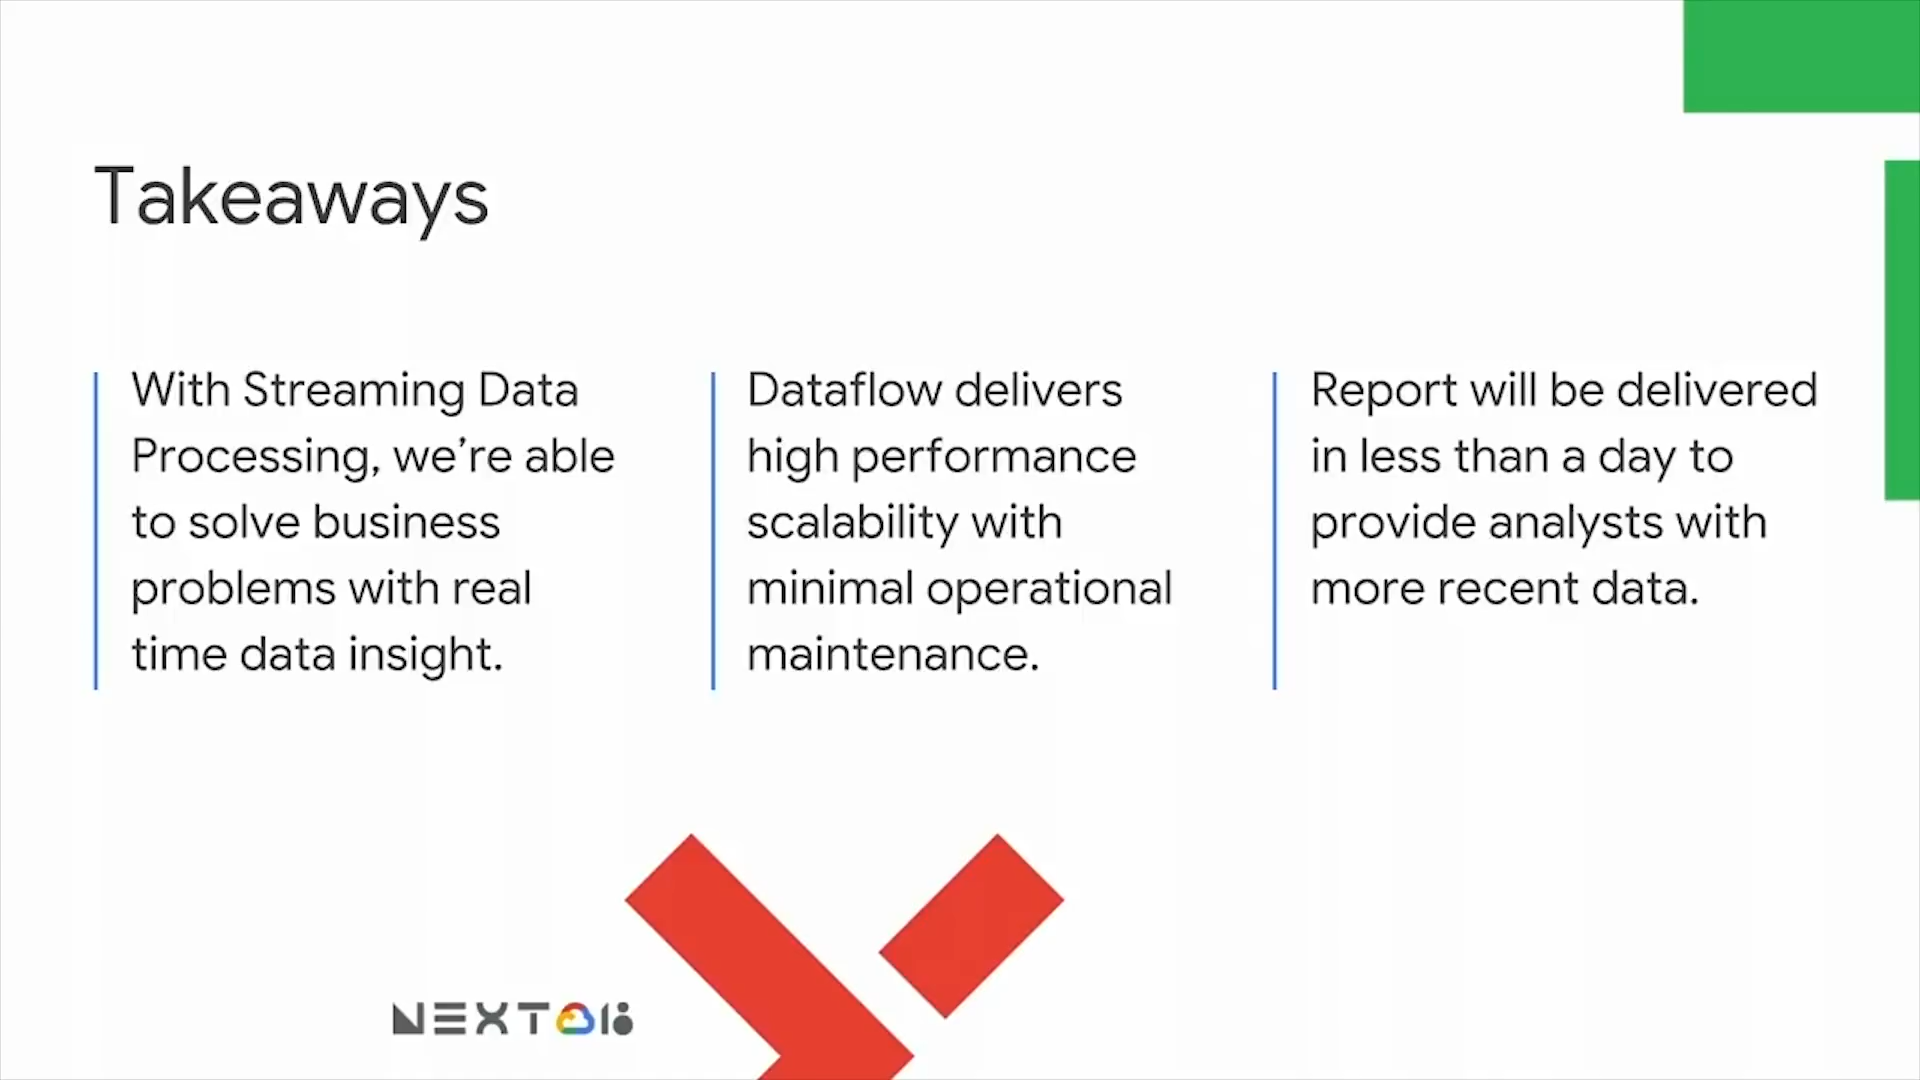 Takeaways
With Streaming Data
Processing, we’re able
to solve business
problems with real
time data insight.
Dataflow delivers
high performance
scalability with
minimal operational
maintenance.
Report will be delivered
in less than a day to
provide analysts with
more recent data.
NEXT 18